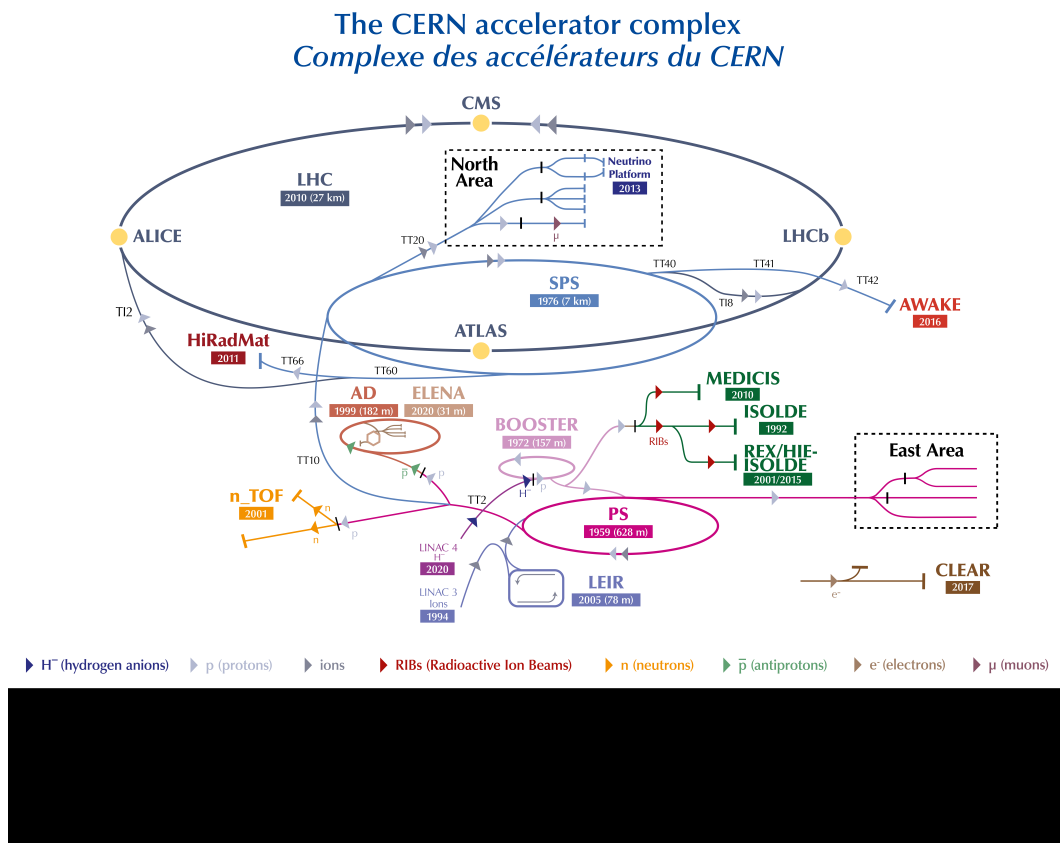 The CERN accelerator complex
Complexe des accélérateurs du CERN
CMS
North
Area
Neutrino
Platform
2013
LHC
2010 (27 km)
μ
TT20
ALICE
LHCb
TT40
TT41
TT42
SPS
1976 (7 km)
TI8
AWAKE
2016
TI2
ATLAS
HiRadMat
2011
TT66
TT60
AD
1999 (182 m)
ELENA
2020 (31 m)
MEDICIS
2010
ISOLDE
1992
BOOSTER
1972 (157 m)
RIBs
REX/HIE-
ISOLDE
2001/2015
East Area
TT10
p̅
p
H⁻
p
TT2
n_TOF
2001
n
n
p
PS
1959 (628 m)
LINAC 4
H⁻
2020
LINAC 3
Ions
1994
LEIR
2005 (78 m)
CLEAR
2017
e⁻
H⁻ (hydrogen anions)
p (protons)
ions
RIBs (Radioactive Ion Beams)
n (neutrons)
p̅ (antiprotons)
e⁻ (electrons)
μ (muons)